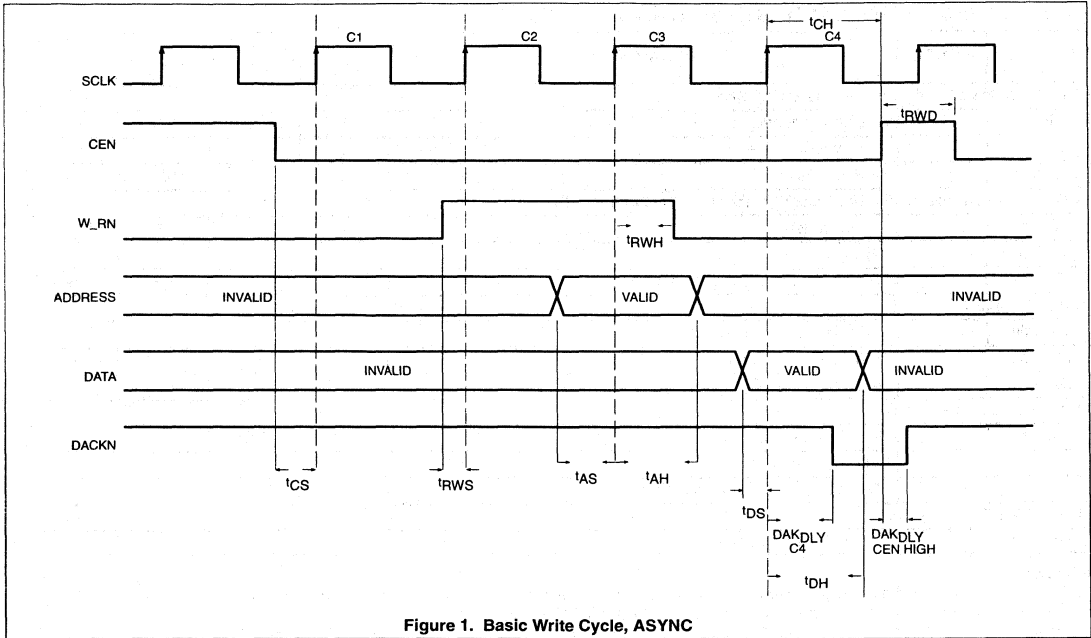 tCH
C1 C2 C3 C4
SCLK
tRWD
CEN
W_RN
tRWH
ADDRESS INVALID VALID INVALID
DATA INVALID VALID INVALID
DACKN
tCS tRWS tAS tAH
tDS
DAKDLY C4
DAKDLY CEN HIGH
tDH
Figure 1. Basic Write Cycle, ASYNC